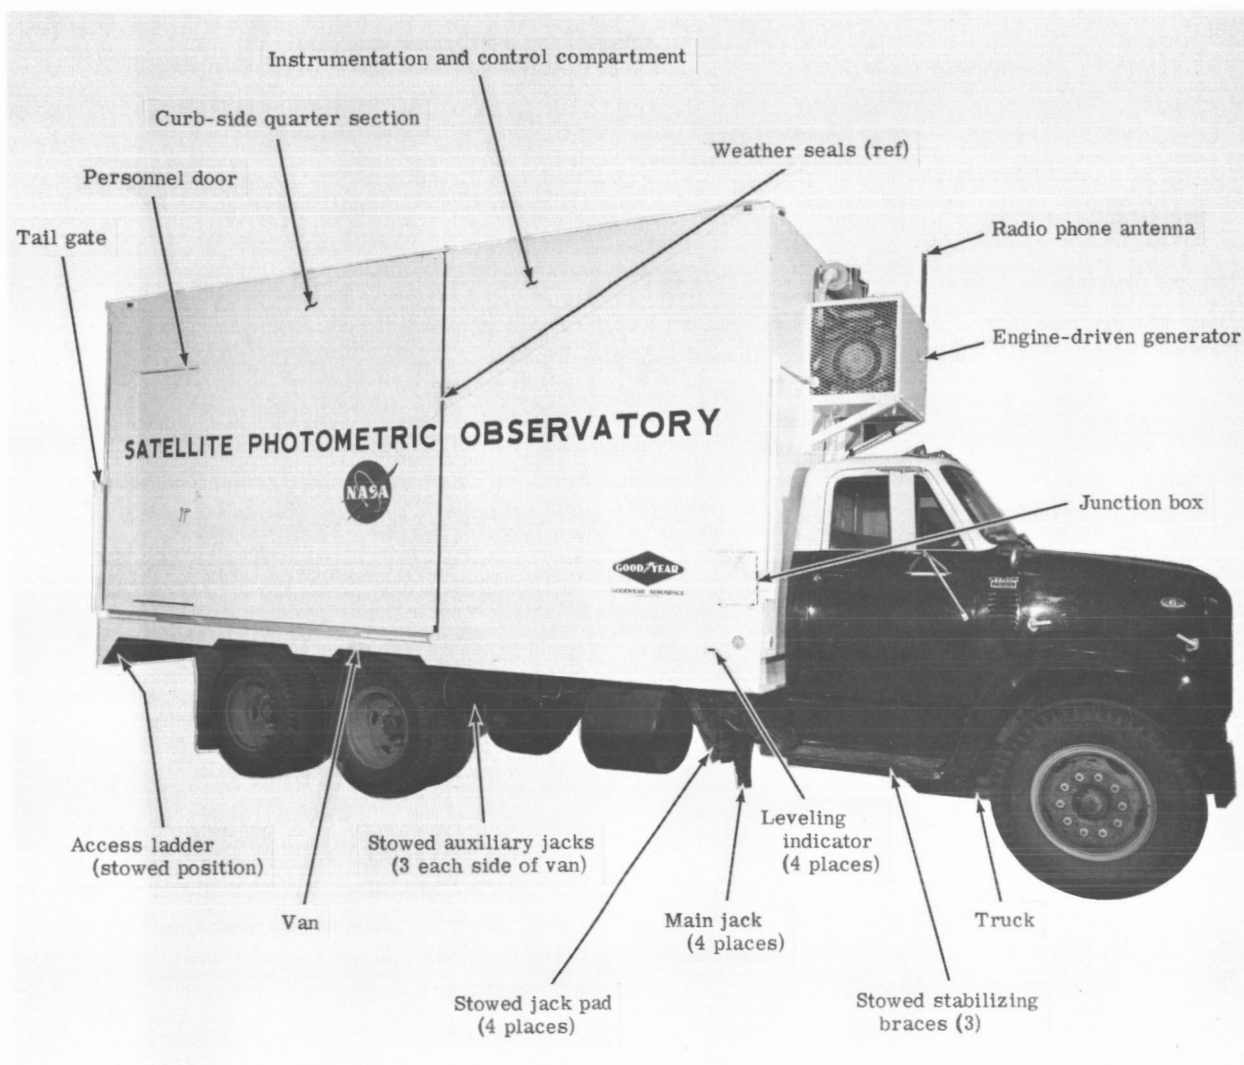 Instrumentation and control compartment
Curb-side quarter section
Weather seals (ref)
Personnel door
Radio phone antenna
Tail gate
Engine-driven generator
SATELLITE PHOTOMETRIC OBSERVATORY
NASA
Junction box
GOODYEAR
GOODYEAR AEROSPACE
Leveling
indicator
(4 places)
Access ladder
(stowed position)
Stowed auxiliary jacks
(3 each side of van)
Van
Main jack
(4 places)
Truck
Stowed jack pad
(4 places)
Stowed stabilizing
braces (3)